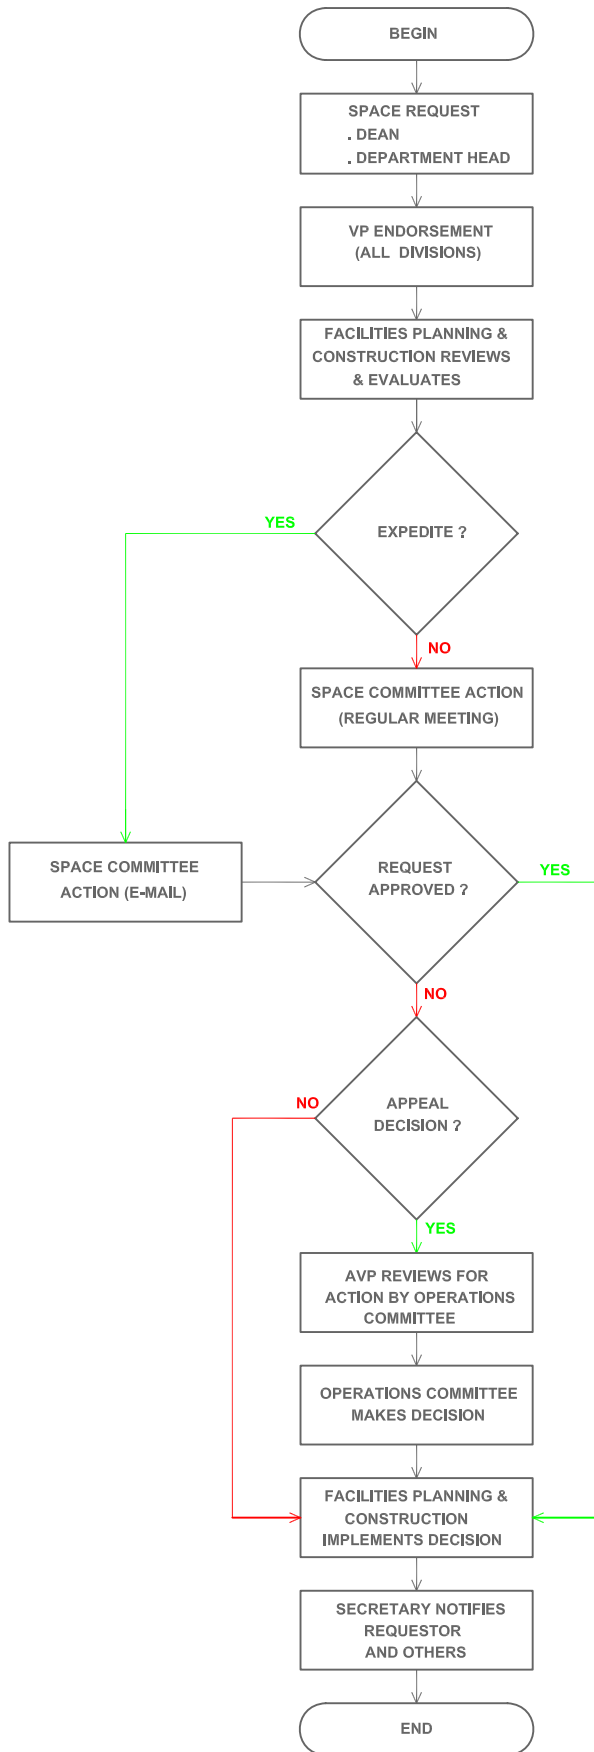 BEGIN
SPACE REQUEST
. DEAN
. DEPARTMENT HEAD
VP ENDORSEMENT
(ALL DIVISIONS)
FACILITIES PLANNING &
CONSTRUCTION REVIEWS
& EVALUATES
YES
EXPEDITE ?
NO
SPACE COMMITTEE ACTION
(REGULAR MEETING)
SPACE COMMITTEE
ACTION (E-MAIL)
REQUEST
APPROVED ?
YES
NO
NO
APPEAL
DECISION ?
YES
AVP REVIEWS FOR
ACTION BY OPERATIONS
COMMITTEE
OPERATIONS COMMITTEE
MAKES DECISION
FACILITIES PLANNING &
CONSTRUCTION
IMPLEMENTS DECISION
SECRETARY NOTIFIES
REQUESTOR
AND OTHERS
END